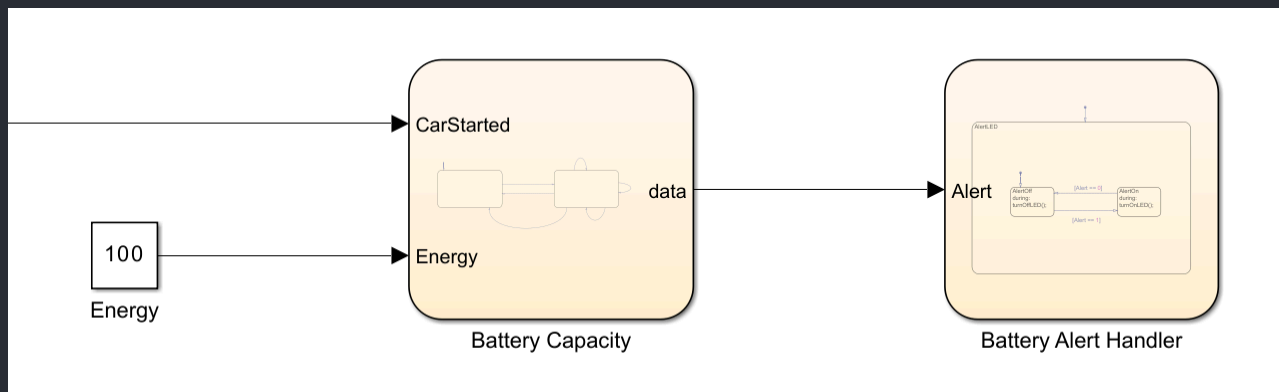 CarStarted
data
Energy
100
Energy
Battery Capacity
AlertLED
Alert
AlertOff
during:
turnOffLED();
[Alert == 0]
AlertOn
during:
turnOnLED();
[Alert == 1]
Battery Alert Handler